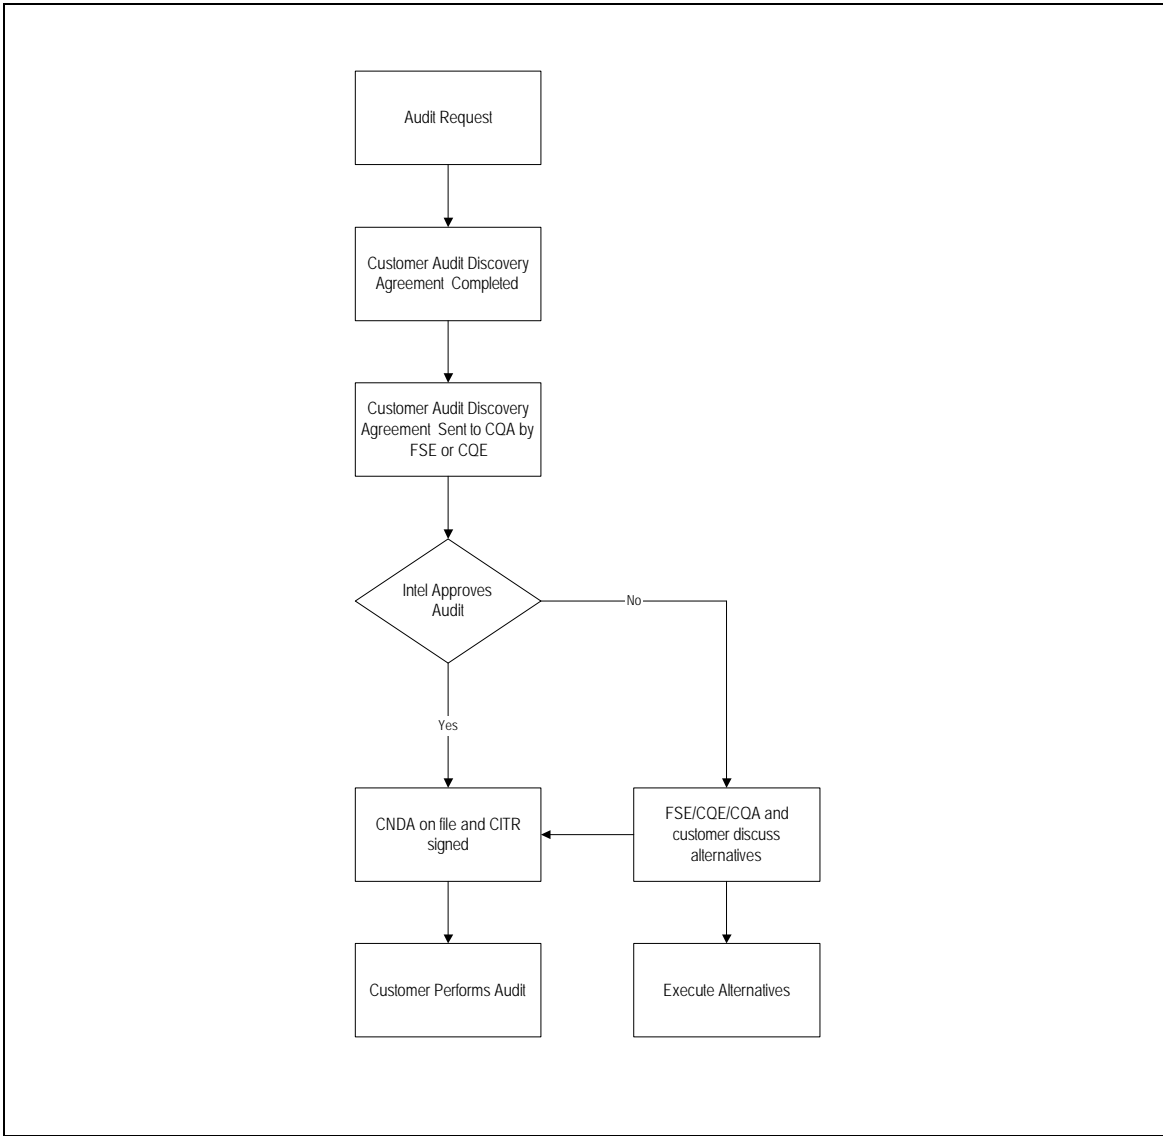 Audit Request
Customer Audit Discovery
Agreement Completed
Customer Audit Discovery
Agreement Sent to CQA by
FSE or CQE
Intel Approves
Audit
No
Yes
CNDA on file and CITR
signed
FSE/CQE/CQA and
customer discuss
alternatives
Customer Performs Audit
Execute Alternatives